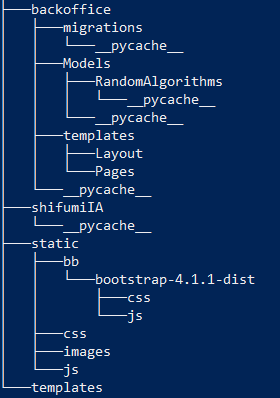 backoffice
migrations
__pycache__
Models
RandomAlgorithms
__pycache__
__pycache__
templates
Layout
Pages
__pycache__
shifumiIA
__pycache__
static
bb
bootstrap-4.1.1-dist
css
js
css
images
js
templates